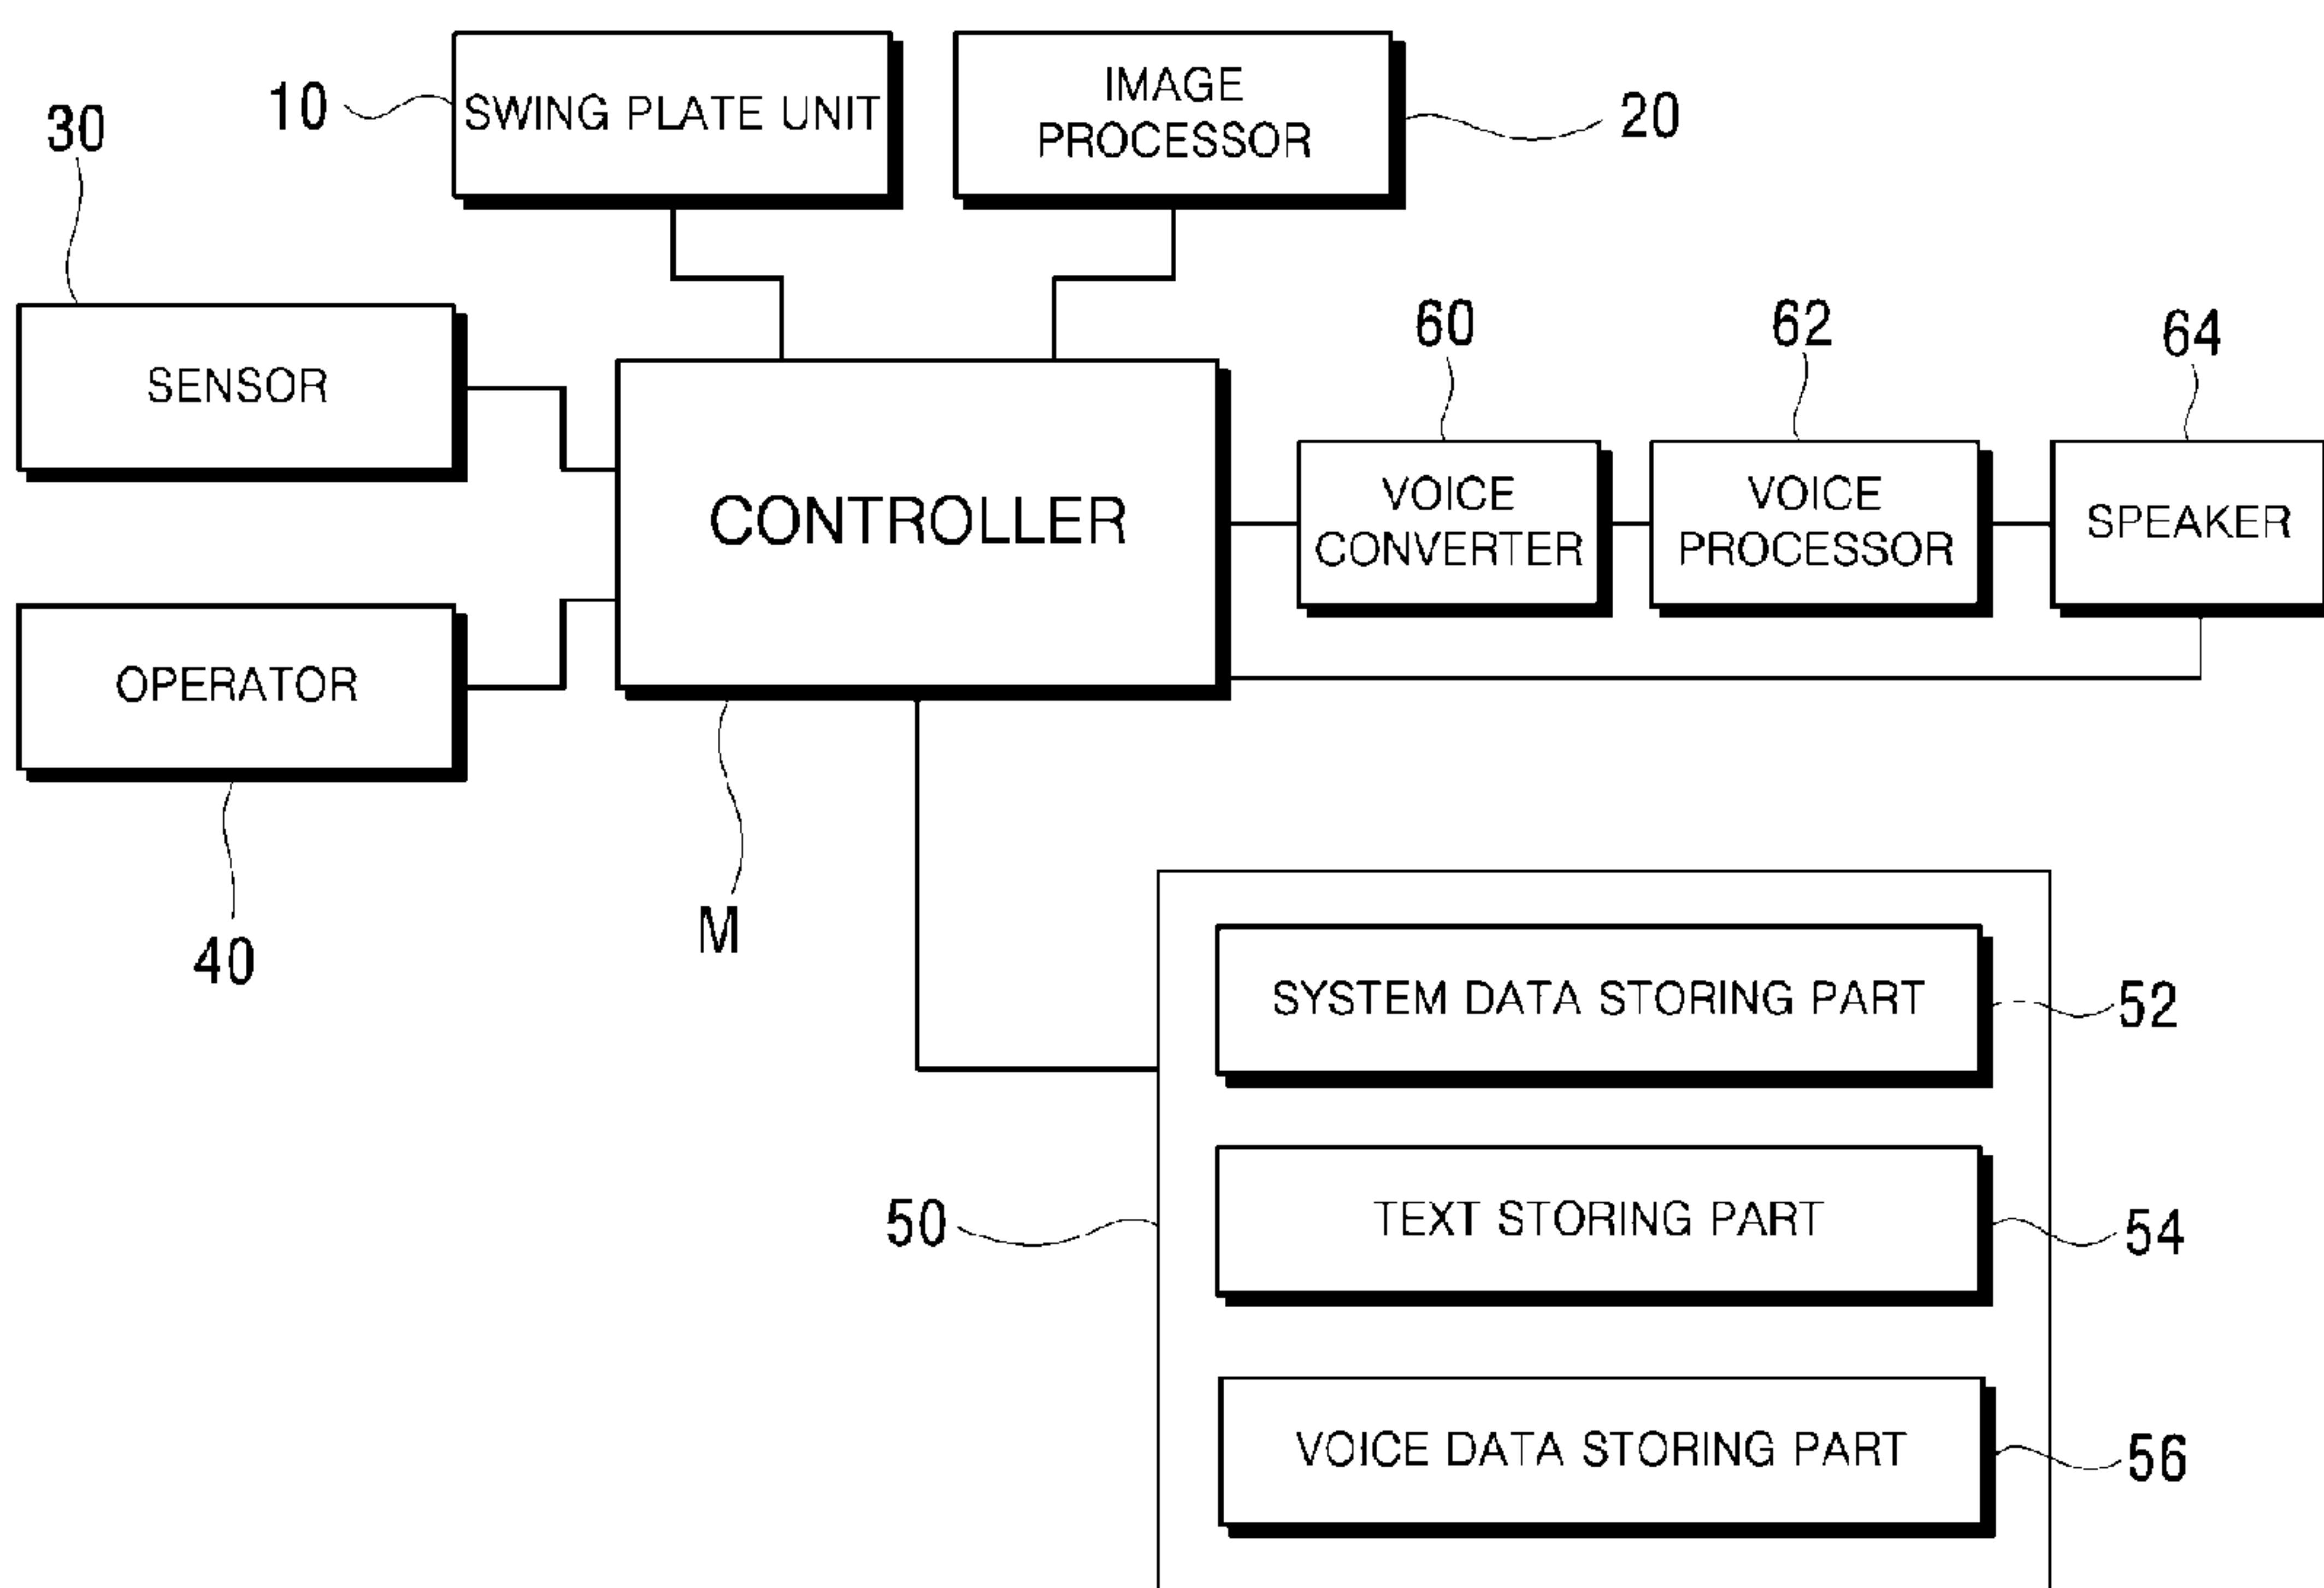 10
SWING PLATE UNIT
IMAGE
PROCESSOR
20
30
SENSOR
60
62
64
CONTROLLER
VOICE
CONVERTER
VOICE
PROCESSOR
SPEAKER
OPERATOR
40
M
SYSTEM DATA STORING PART
52
50
TEXT STORING PART
54
VOICE DATA STORING PART
56